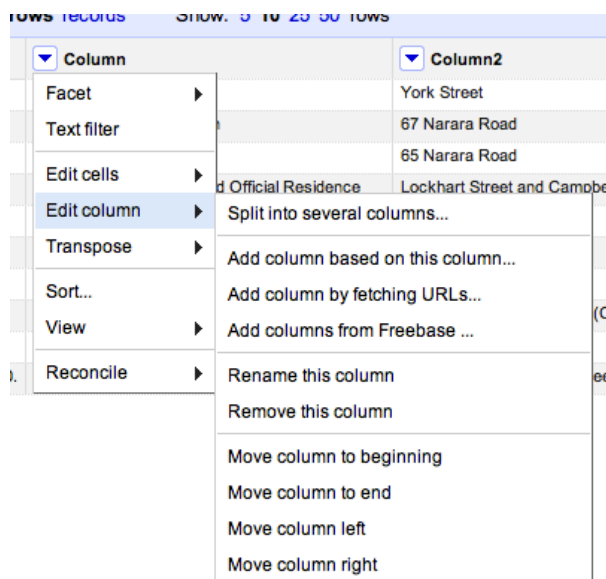 rows records Show: 5 10 25 50 rows
Column Column2
Facet York Street
Text filter 67 Narara Road
65 Narara Road
Edit cells d Official Residence Lockhart Street and Campbe
Edit column Split into several columns...
Transpose Add column based on this column...
Sort... Add column by fetching URLs...
View Add columns from Freebase ...
Reconcile Rename this column
Remove this column
Move column to beginning
Move column to end
Move column left
Move column right